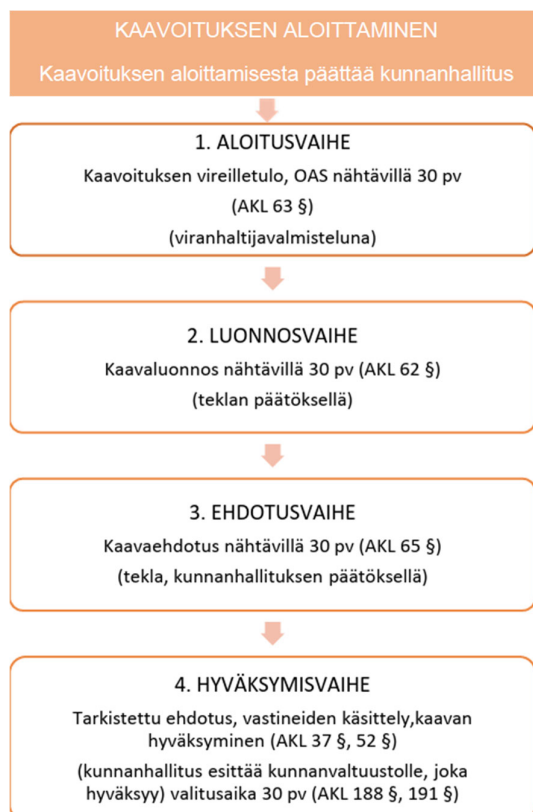 KAAVOITUKSEN ALOITTAMINEN
Kaavoituksen aloittamisesta päättää kunnanhallitus
1. ALOITUSVAIHE
Kaavoituksen vireilletulo, OAS nähtävillä 30 pv
(AKL 63 §)
(viranhaltijavalmisteluna)
2. LUONNOSVAIHE
Kaavaluonnos nähtävillä 30 pv (AKL 62 §)
(teklan päätöksellä)
3. EHDOTUSVAIHE
Kaavaehdotus nähtävillä 30 pv (AKL 65 §)
(tekla, kunnanhallituksen päätöksellä)
4. HYVÄKSYMISVAIHE
Tarkistettu ehdotus, vastineiden käsittely,kaavan
hyväksyminen (AKL 37 §, 52 §)
(kunnanhallitus esittää kunnanvaltuustolle, joka
hyväksyy) valitusaika 30 pv (AKL 188 §, 191 §)